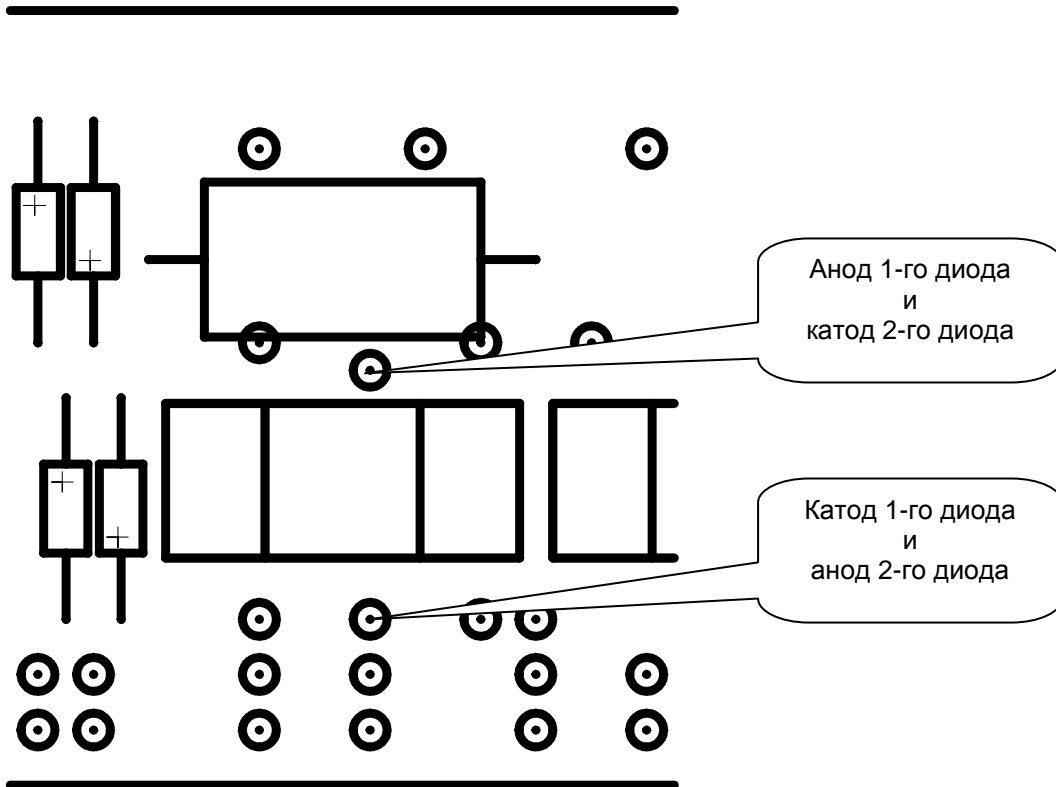 Анод 1-го диода
и
катод 2-го диода
Катод 1-го диода
и
анод 2-го диода